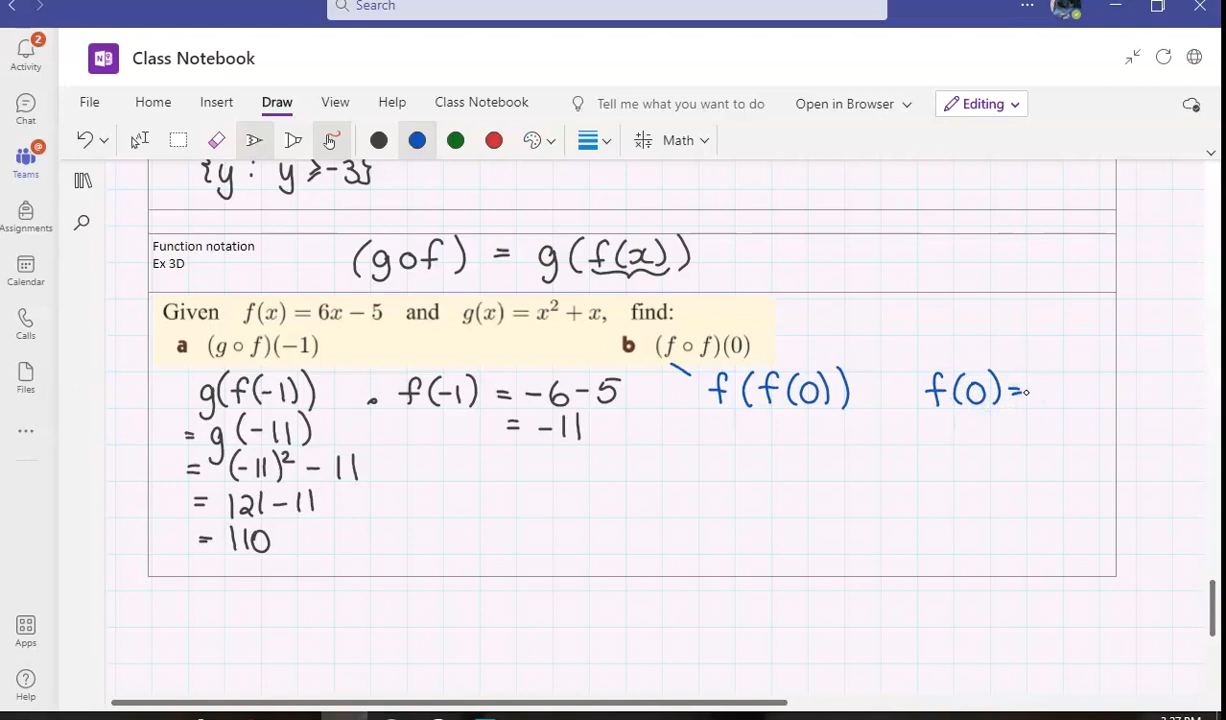 Search
2
Activity
Class Notebook
File Home Insert Draw View Help Class Notebook Tell me what you want to do Open in Browser Editing
Chat
Math
Teams
Assignments
Calendar
Calls
Files
Apps
Help
{y : y ≥ -3}
Function notation
Ex 3D
(g o f) = g(f(x))
Given f(x) = 6x − 5 and g(x) = x² + x, find:
a (g ∘ f)(−1) b (f ∘ f)(0)
g(f(-1)) . f(-1) = -6 - 5 f(f(0)) f(0) =
= g(-11) = -11
= (-11)² - 11
= 121 - 11
= 110